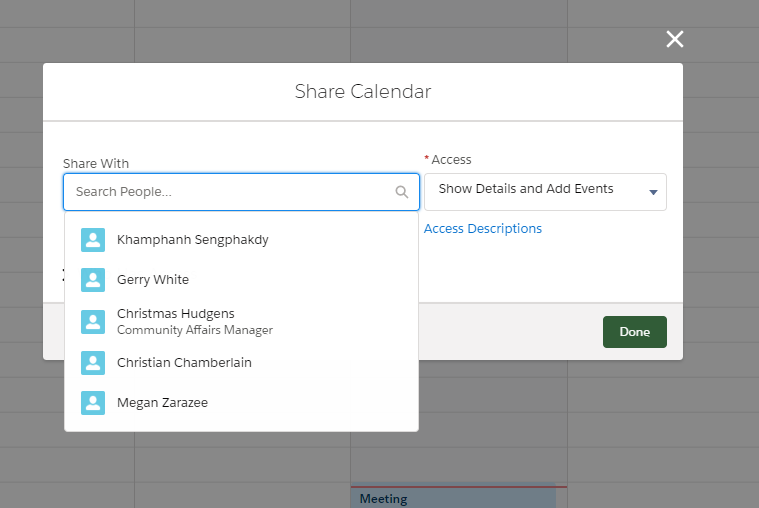 Share Calendar
Share With
* Access
Search People...
Show Details and Add Events
Access Descriptions
Khamphanh Sengphakdy
Gerry White
Christmas Hudgens
Community Affairs Manager
Christian Chamberlain
Megan Zarazee
Done
Meeting